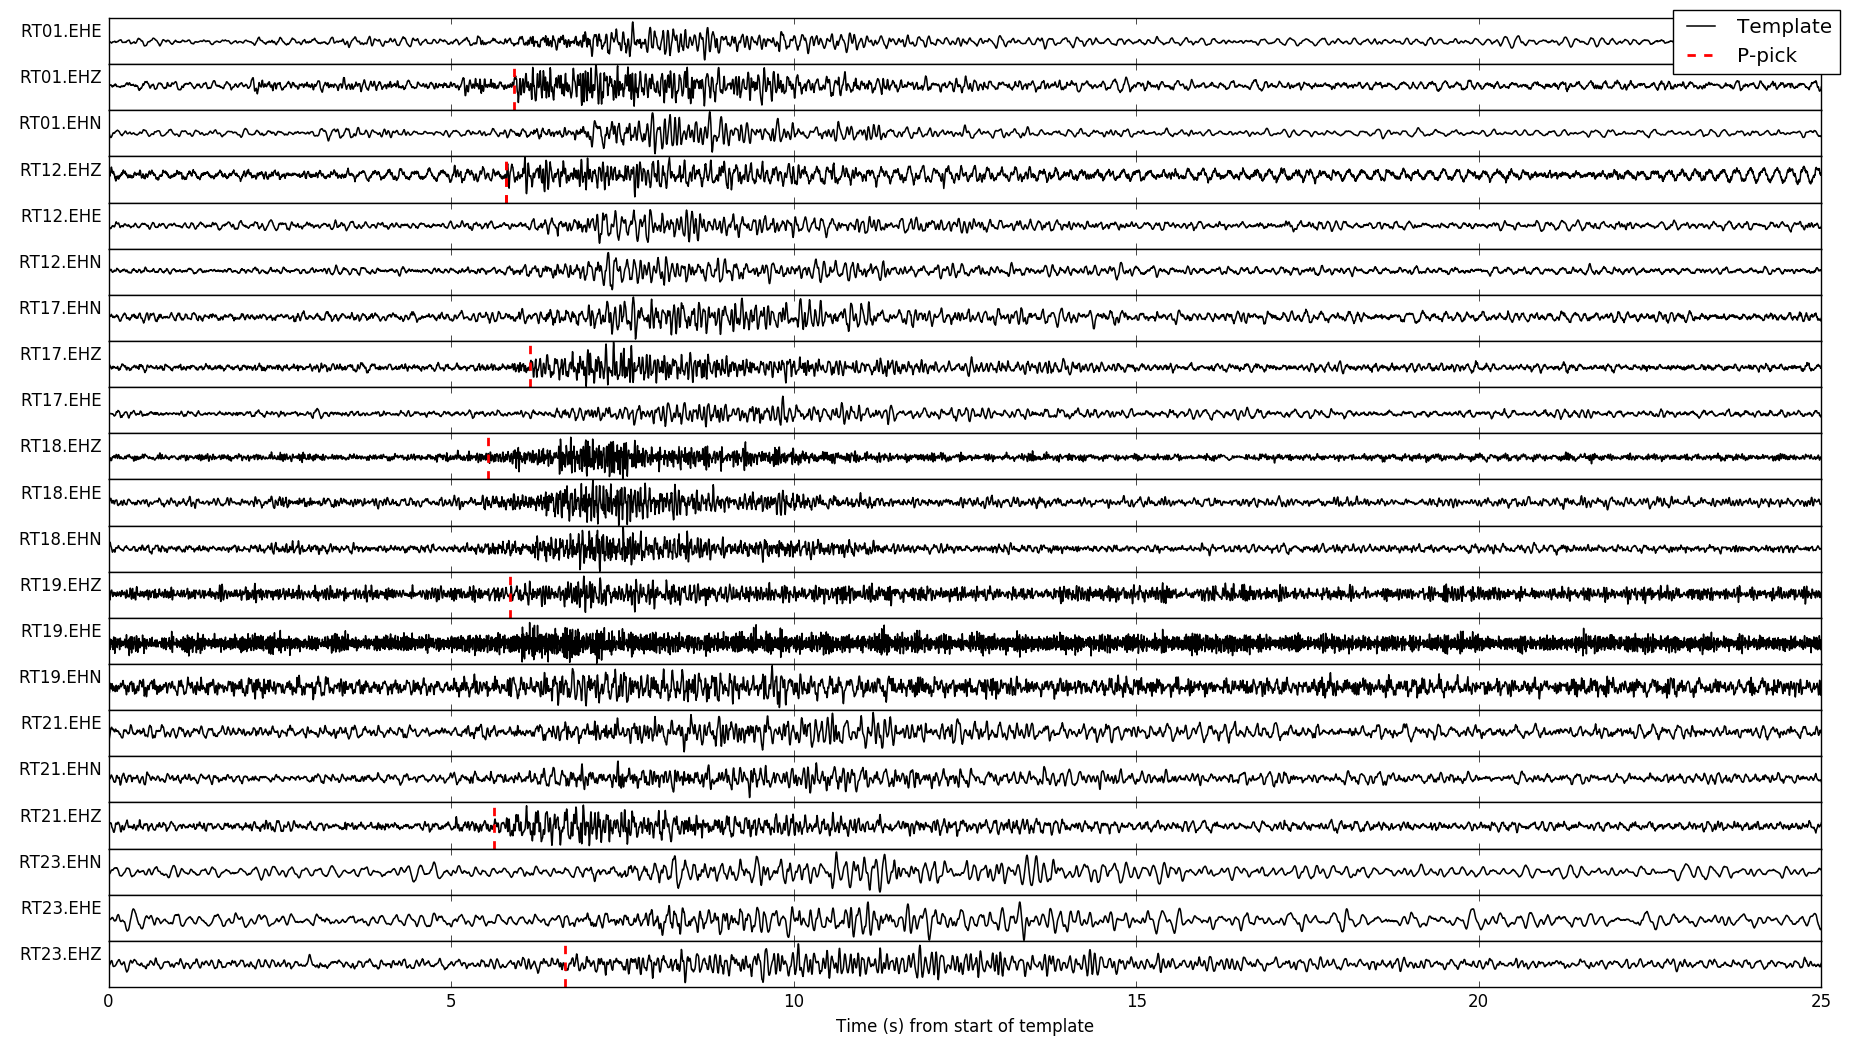 Template
P-pick
RT01.EHE
RT01.EHZ
RT01.EHN
RT12.EHZ
RT12.EHE
RT12.EHN
RT17.EHN
RT17.EHZ
RT17.EHE
RT18.EHZ
RT18.EHE
RT18.EHN
RT19.EHZ
RT19.EHE
RT19.EHN
RT21.EHE
RT21.EHN
RT21.EHZ
RT23.EHN
RT23.EHE
RT23.EHZ
0 5 10 15 20 25
Time (s) from start of template